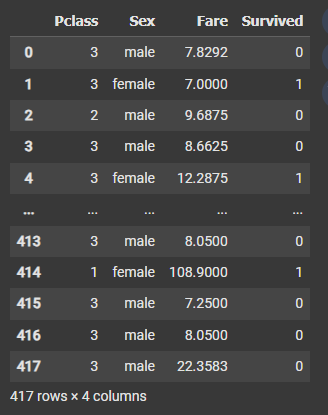 Pclass Sex Fare Survived
0 3 male 7.8292 0
1 3 female 7.0000 1
2 2 male 9.6875 0
3 3 male 8.6625 0
4 3 female 12.2875 1
... ... ... ... ...
413 3 male 8.0500 0
414 1 female 108.9000 1
415 3 male 7.2500 0
416 3 male 8.0500 0
417 3 male 22.3583 0
417 rows × 4 columns